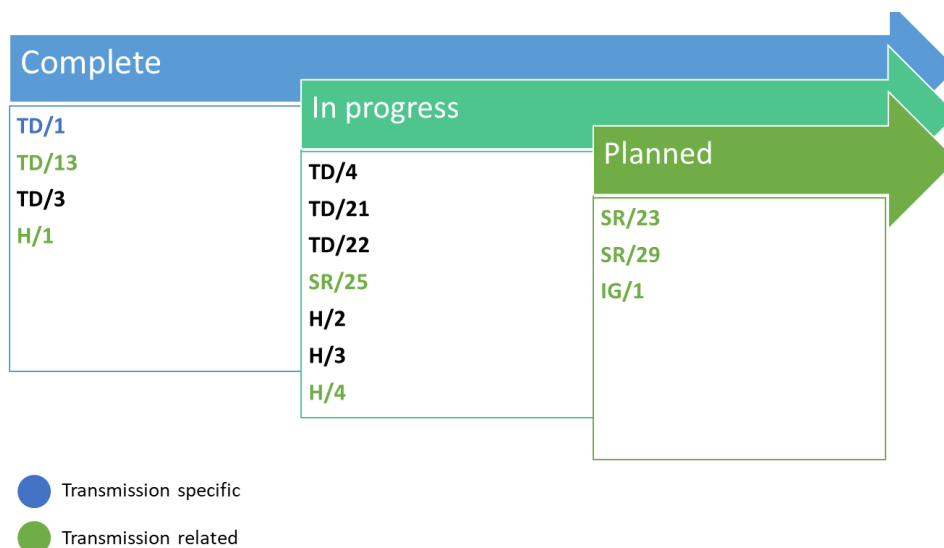 Complete
TD/1
TD/13
TD/3
H/1
In progress
TD/4
TD/21
TD/22
SR/25
H/2
H/3
H/4
Planned
SR/23
SR/29
IG/1
Transmission specific
Transmission related